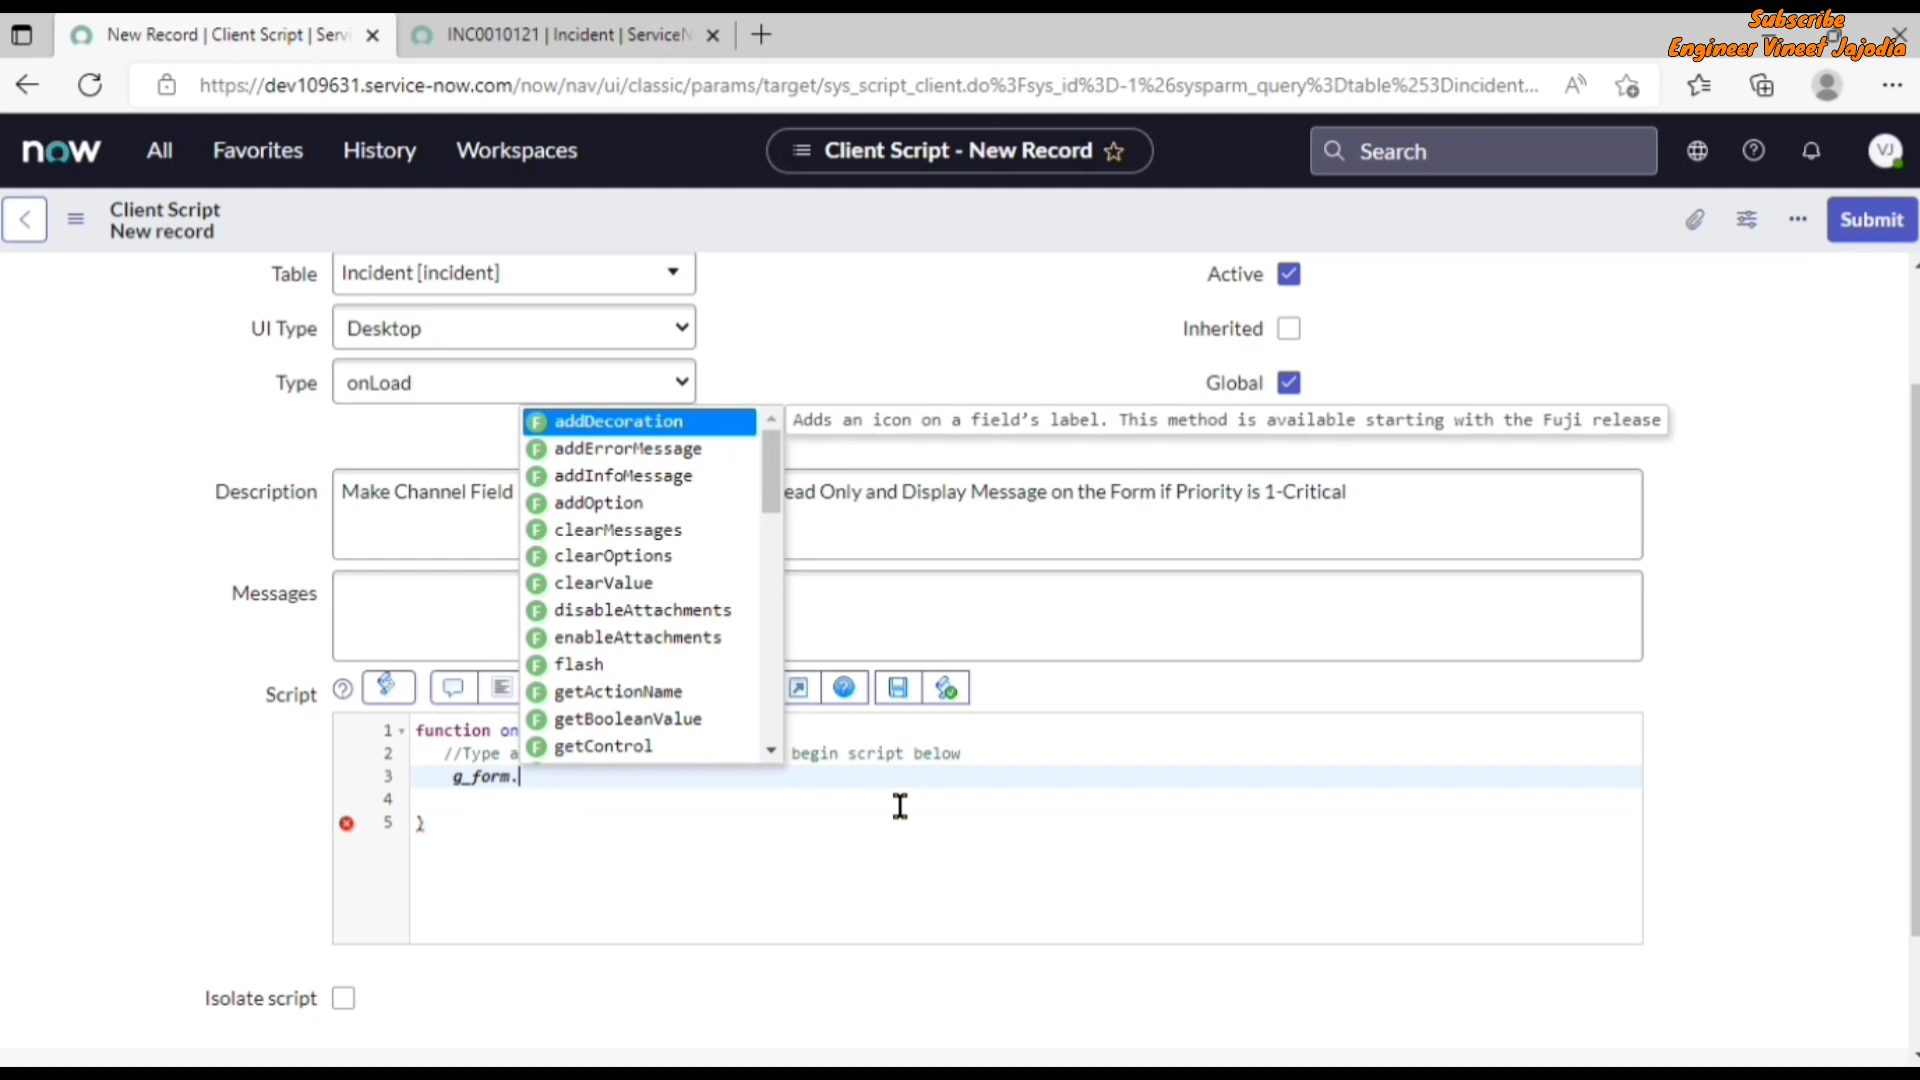 Subscribe
Engineer Vineet Jajodia
New Record | Client Script | Servi
INC0010121 | Incident | ServiceN
https://dev109631.service-now.com/now/nav/ui/classic/params/target/sys_script_client.do%3Fsys_id%3D-1%26sysparm_query%3Dtable%253Dincident...
now
All
Favorites
History
Workspaces
Client Script - New Record
Search
VJ
Client Script
New record
Submit
Table
Incident [incident]
Active
UI Type
Desktop
Inherited
Type
onLoad
Global
addDecoration
Adds an icon on a field's label. This method is available starting with the Fuji release
addErrorMessage
addInfoMessage
addOption
clearMessages
clearOptions
clearValue
disableAttachments
enableAttachments
flash
getActionName
getBooleanValue
getControl
Description
Make Channel Field
ead Only and Display Message on the Form if Priority is 1-Critical
Messages
Script
1 function on
2 //Type a
begin script below
3 g_form.
4
5 }
Isolate script